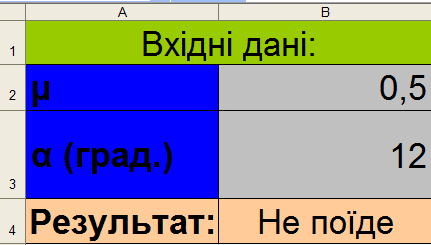 A B
1 Вхідні дані:
2 μ 0,5
3 α (град.) 12
4 Результат: Не поїде